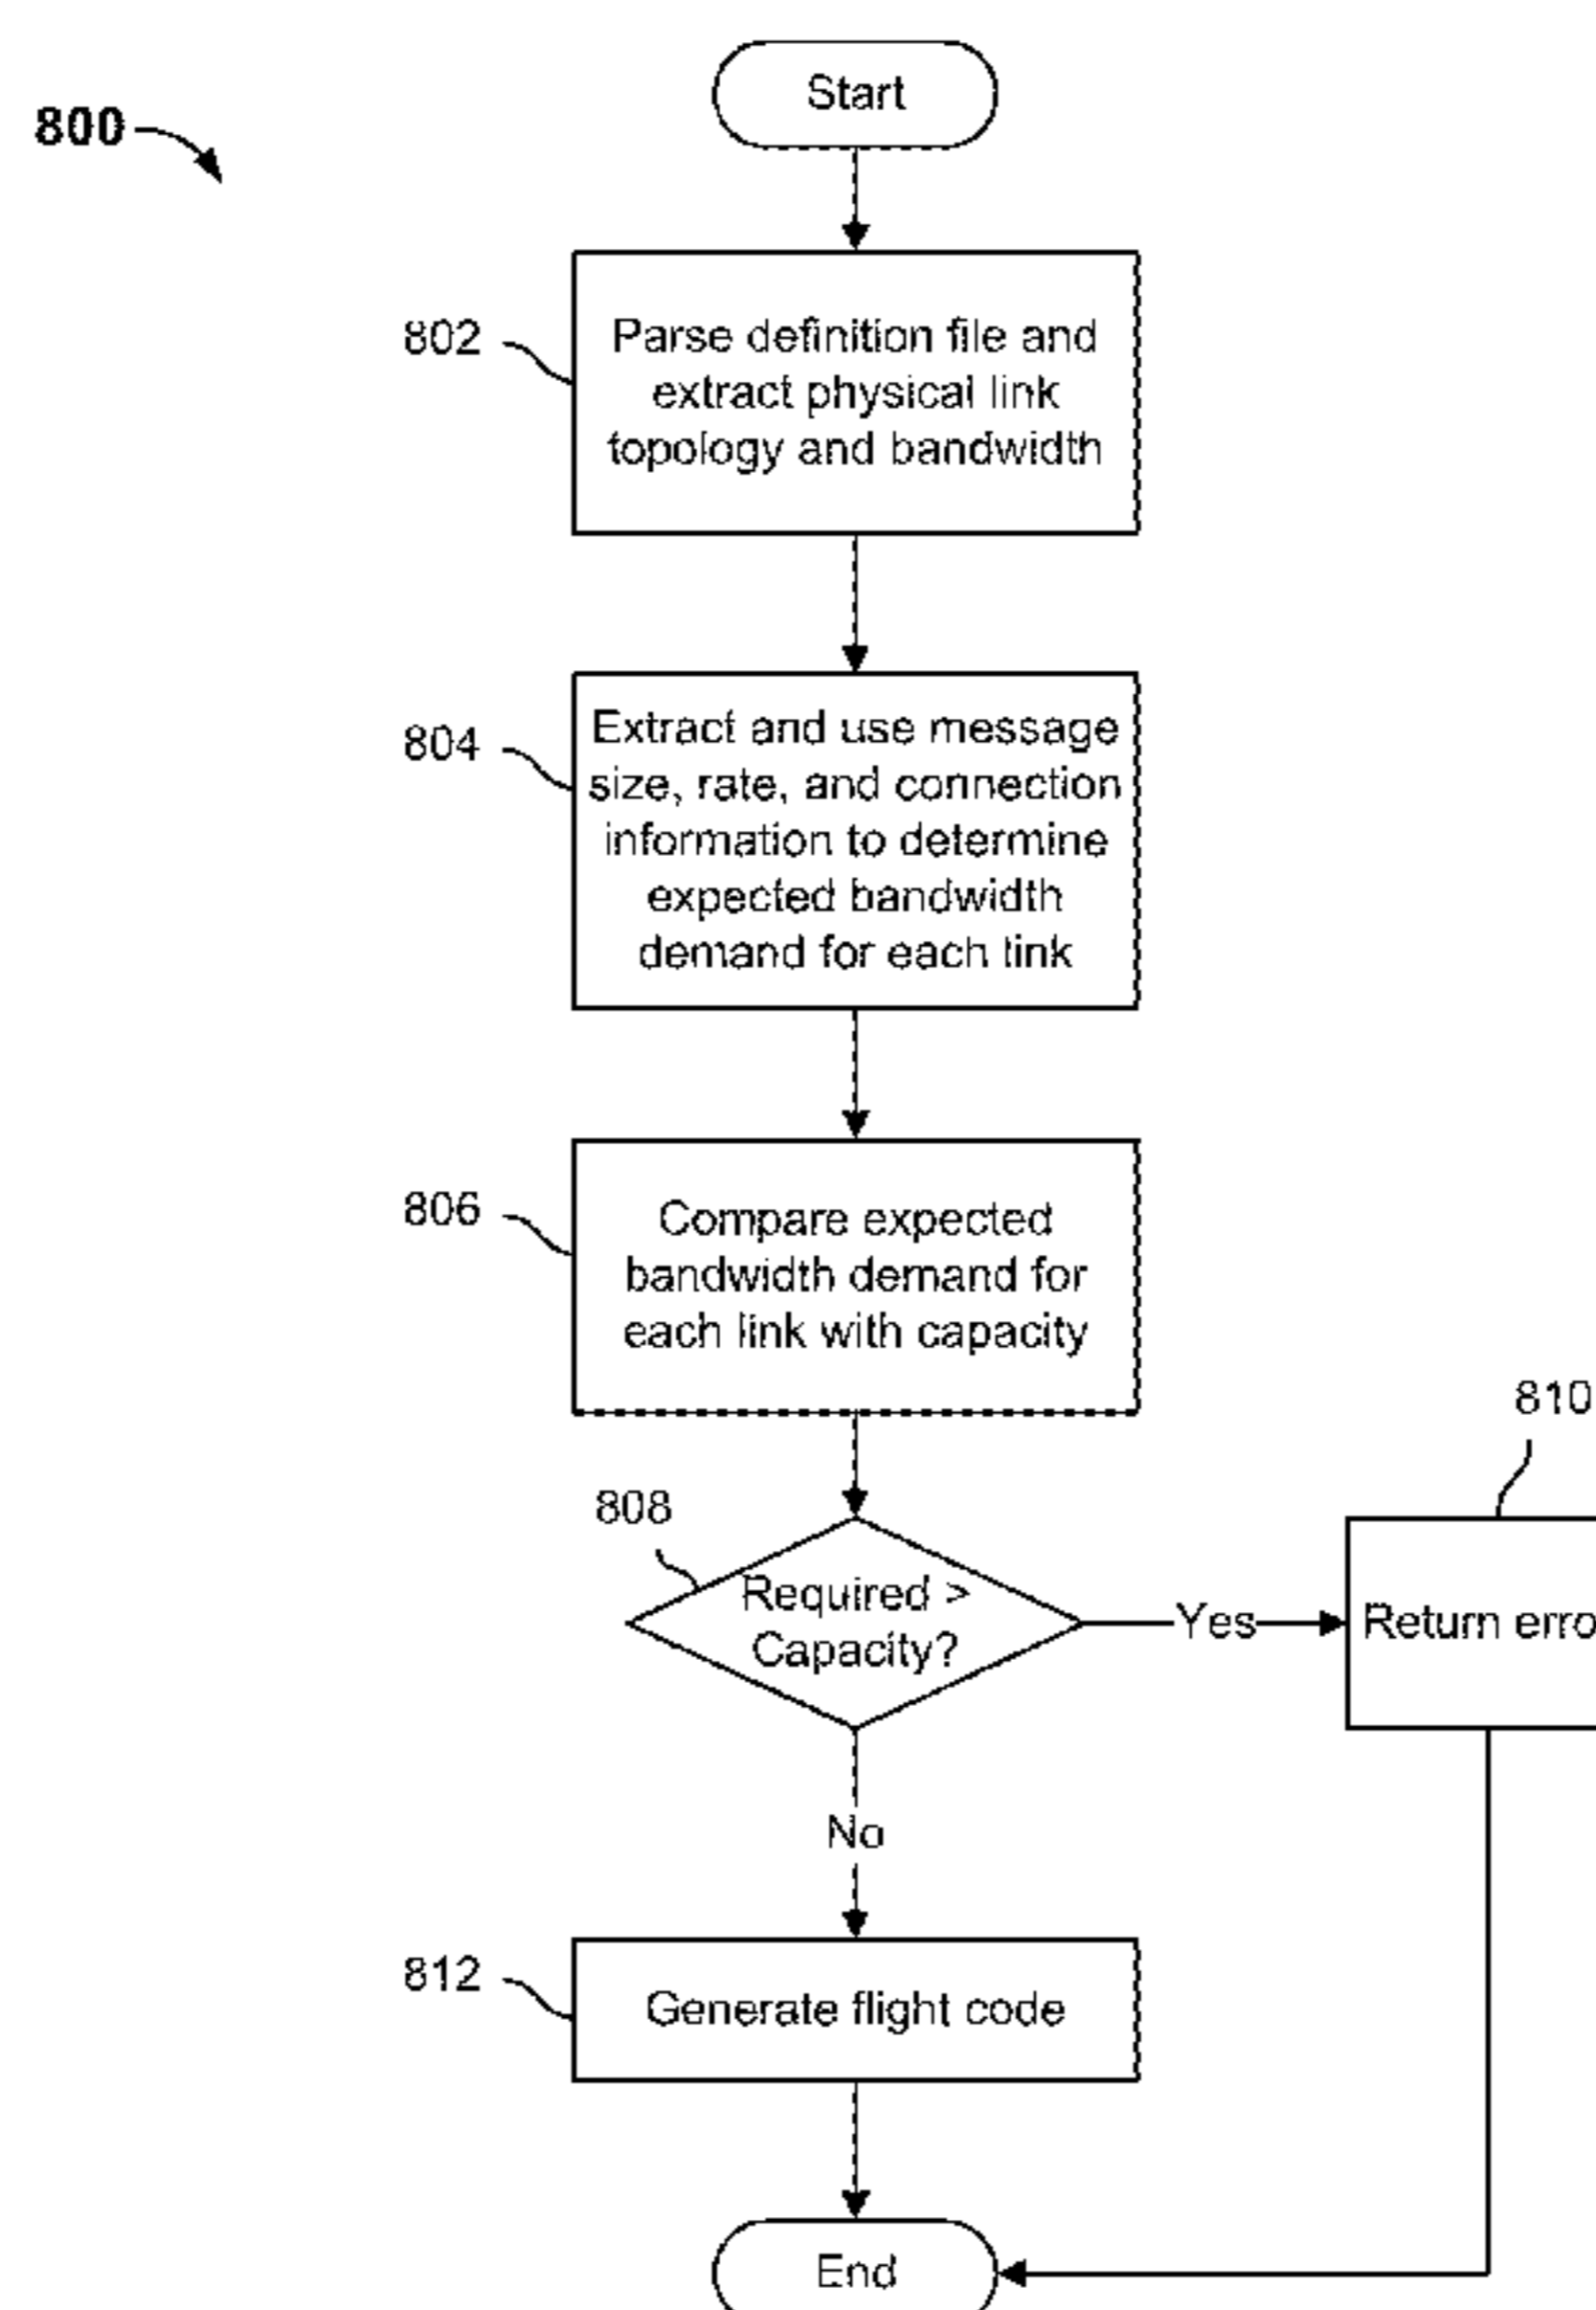 800
Start
802
Parse definition file and
extract physical link
topology and bandwidth
804
Extract and use message
size, rate, and connection
information to determine
expected bandwidth
demand for each link
806
Compare expected
bandwidth demand for
each link with capacity
808
Required >
Capacity?
Yes
810
Return erro
No
812
Generate flight code
End